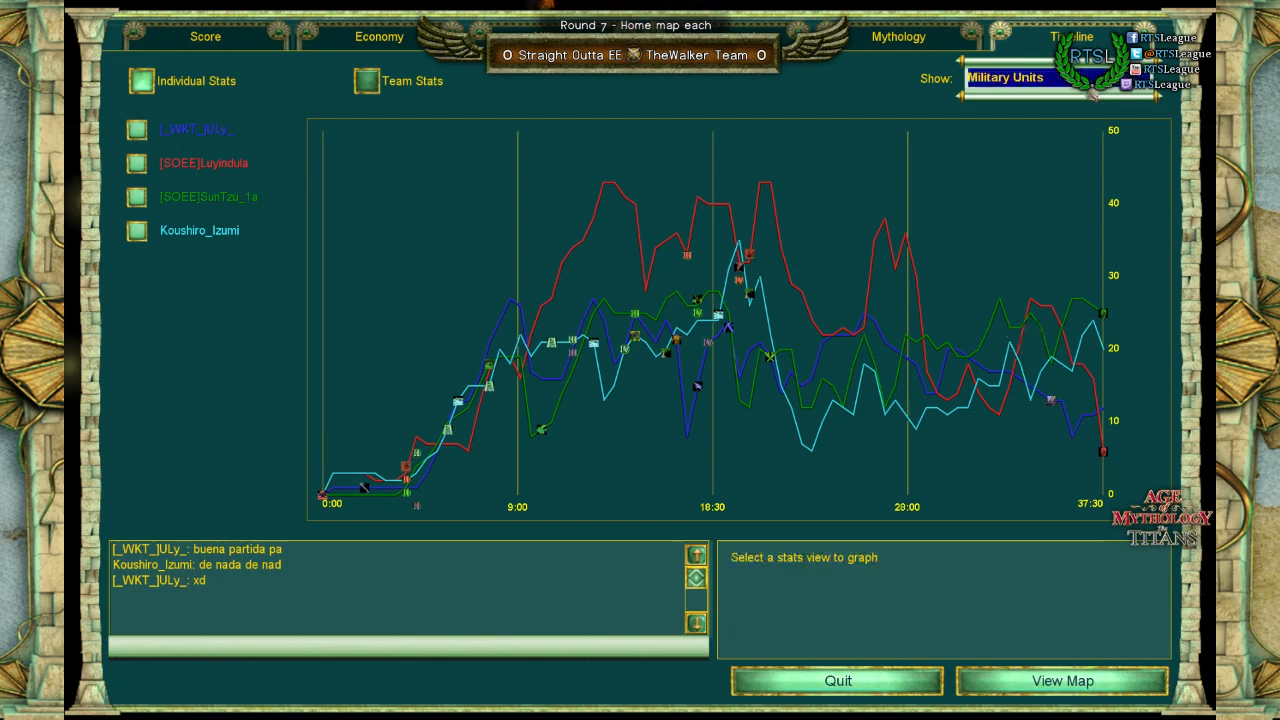 Round 7 - Home map each
Score
Economy
Mythology
Timeline
0 Straight Outta EE TheWalker Team 0
RTSL
RTSLeague
@RTSLeague
RTSLeague
RTSLeague
Individual Stats
Team Stats
Show:
Military Units
[_WKT_]ULy_
[SOEE]Luyindula
[SOEE]SunTzu_1a
Koushiro_Izumi
50
40
30
20
10
0
0:00
9:00
18:30
28:00
37:30
AGE
of
MYTHOLOGY
The
TITANS
[_WKT_]ULy_: buena partida pa
Koushiro_Izumi: de nada de nad
[_WKT_]ULy_: xd
Select a stats view to graph
Quit
View Map